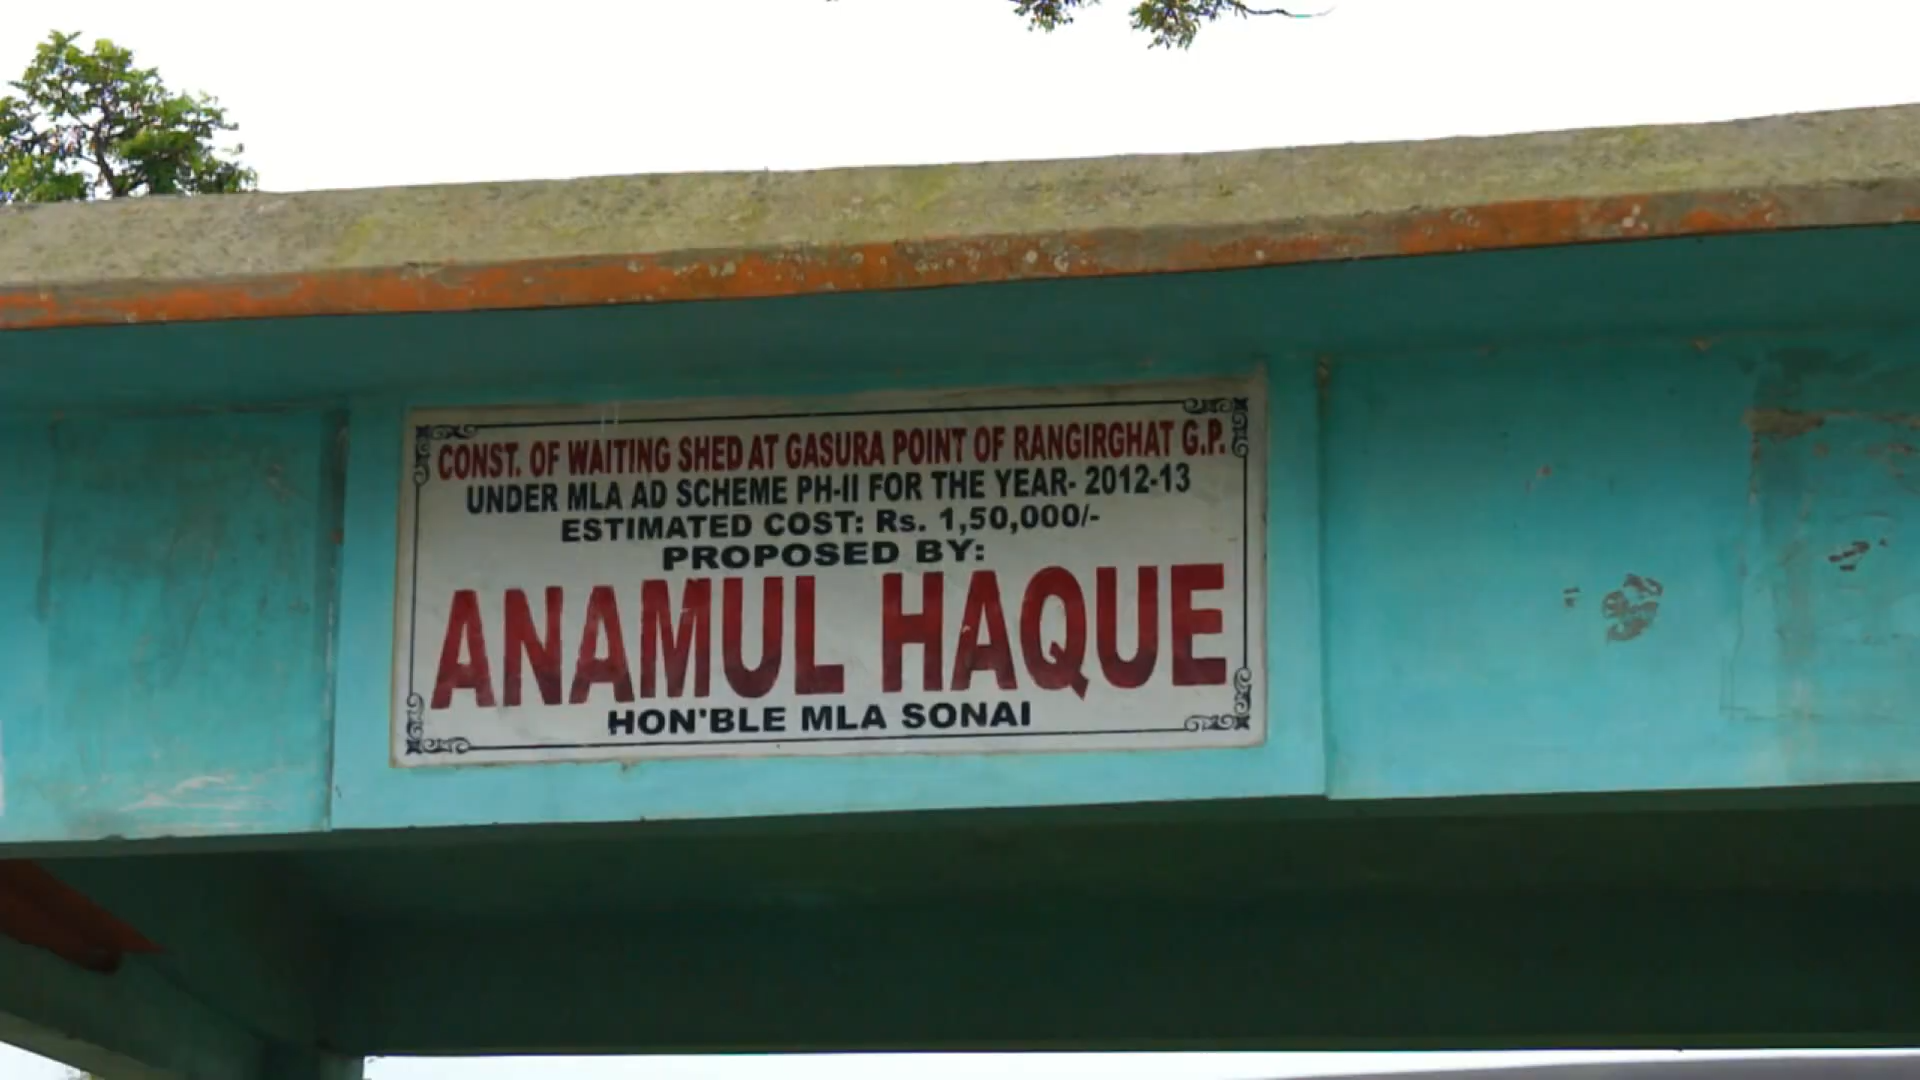 CONST. OF WAITING SHED AT GASURA POINT OF RANGIRGHAT G.P.
UNDER MLA AD SCHEME PH-II FOR THE YEAR- 2012-13
ESTIMATED COST: Rs. 1,50,000/-
PROPOSED BY:
ANAMUL HAQUE
HON'BLE MLA SONAI